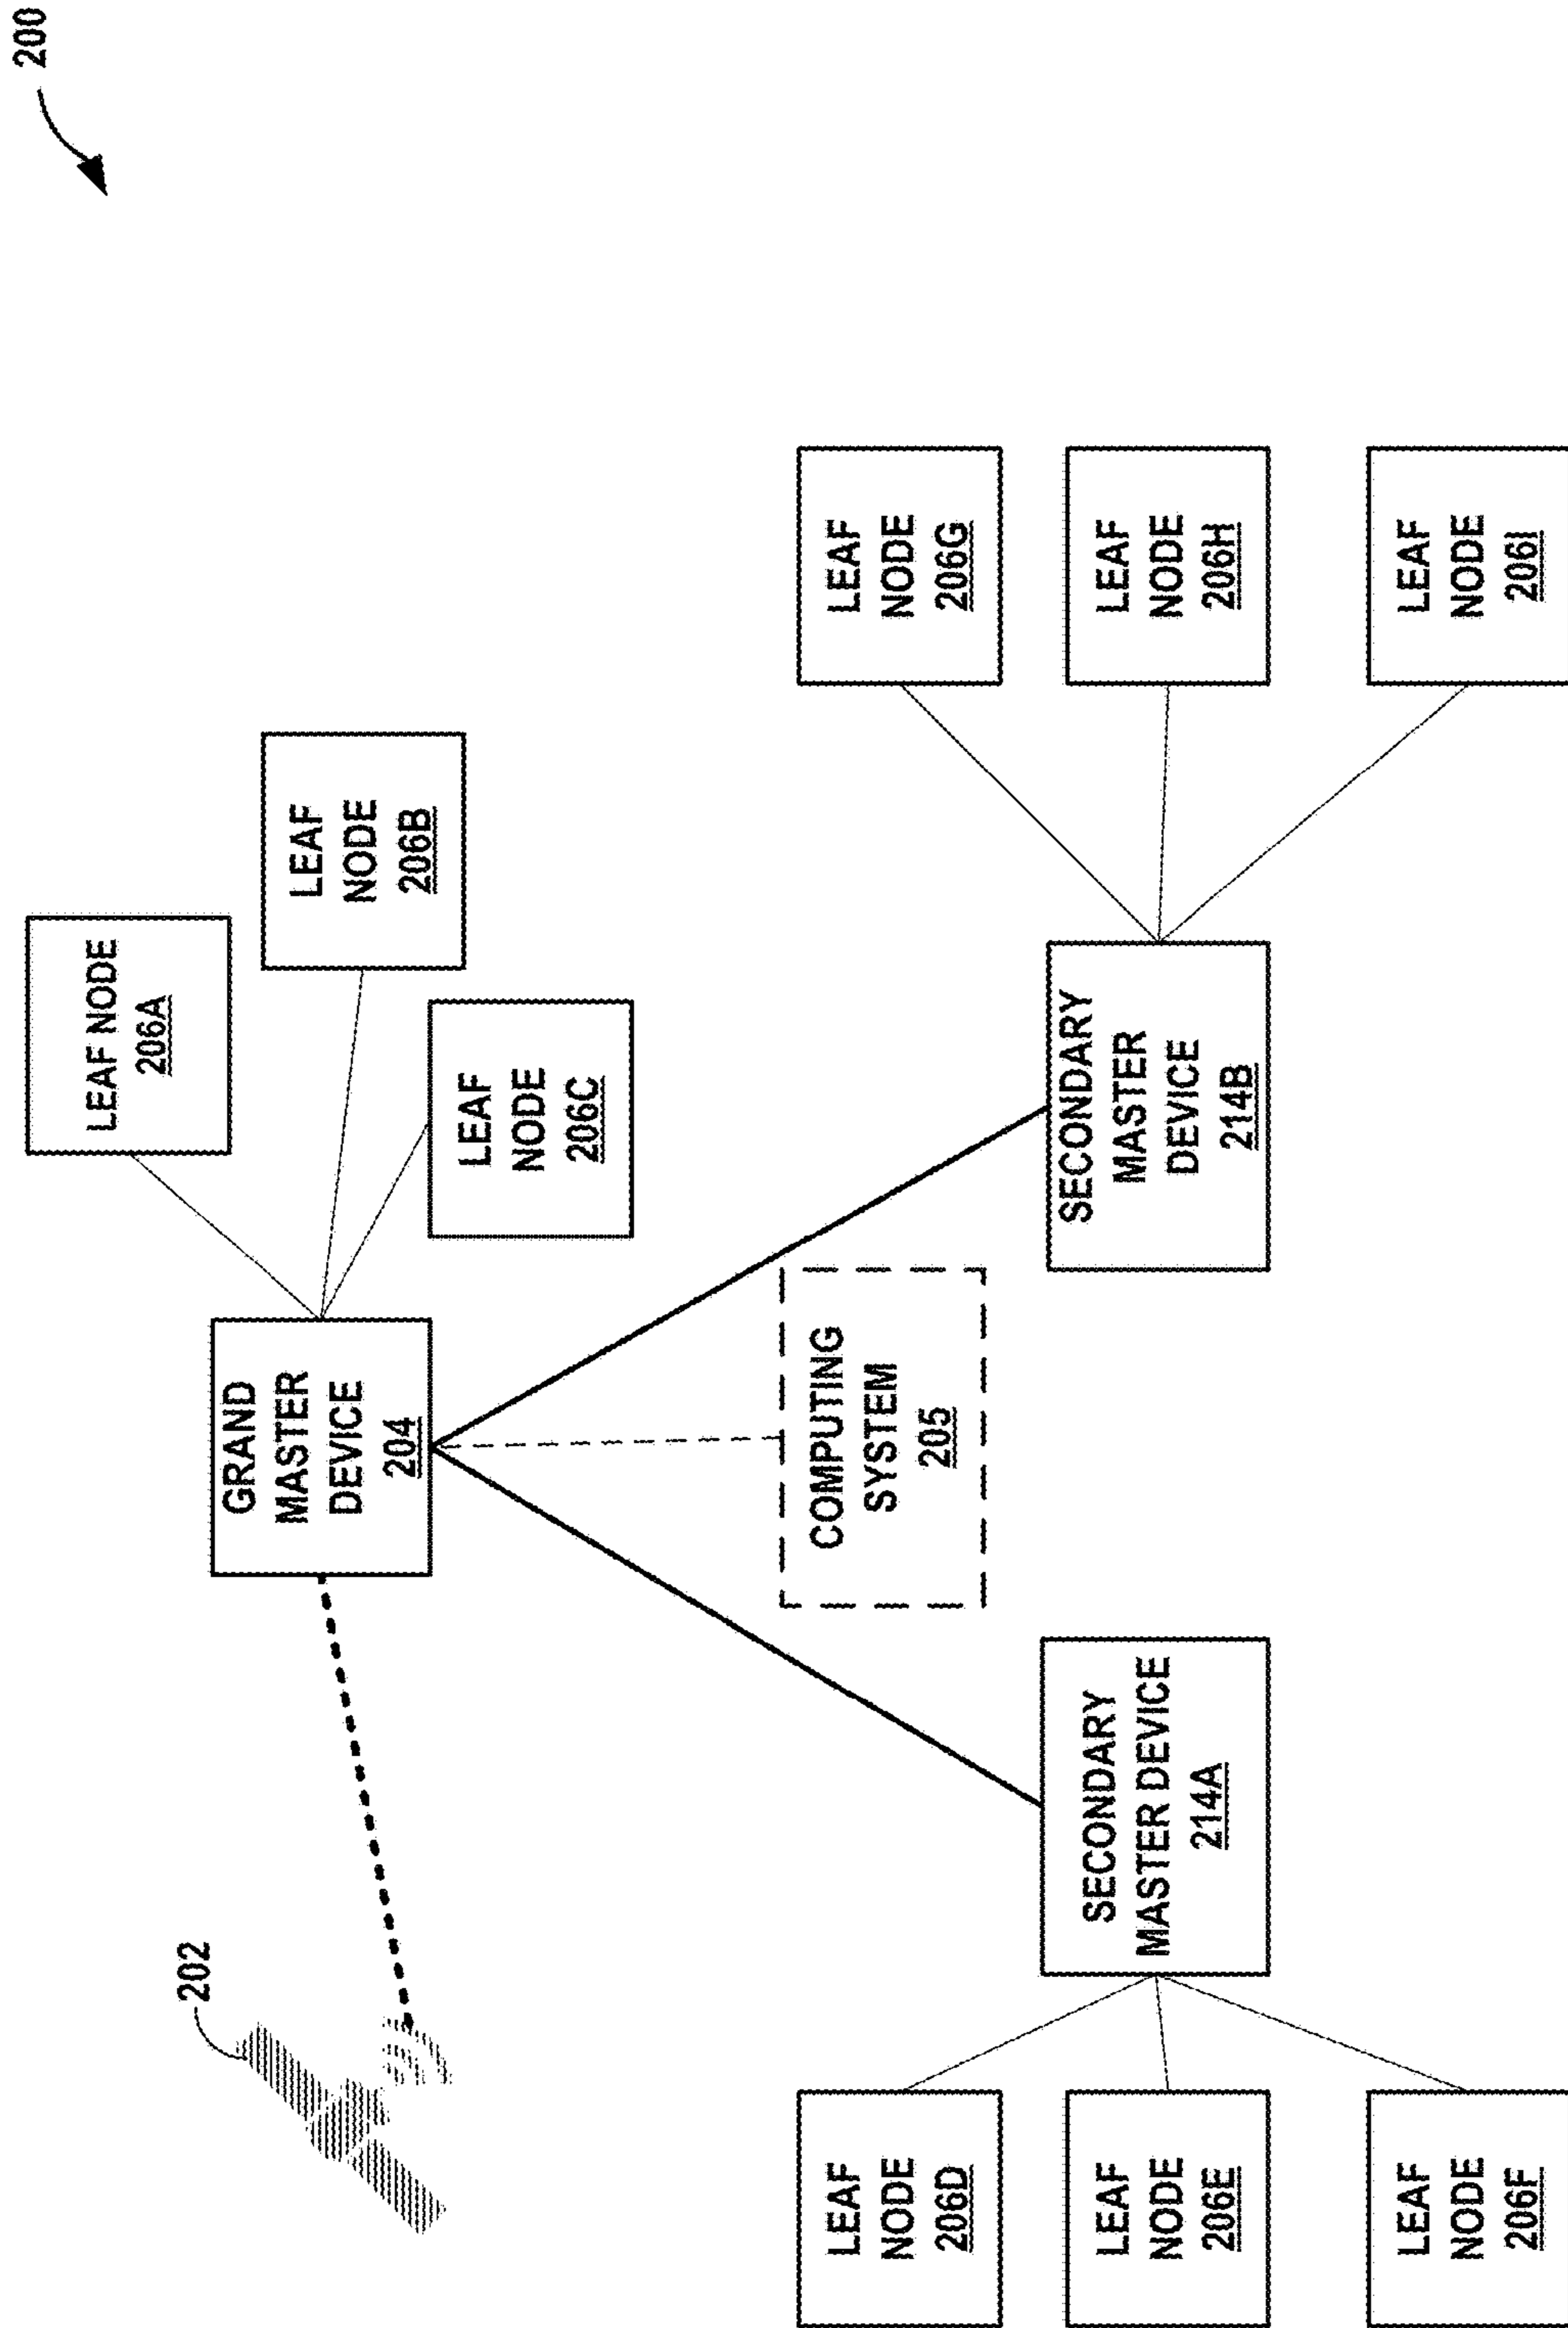 200
202
GRAND
MASTER
DEVICE
204
LEAF NODE
206A
LEAF
NODE
206B
LEAF
NODE
206C
COMPUTING
SYSTEM
205
SECONDARY
MASTER DEVICE
214A
SECONDARY
MASTER
DEVICE
214B
LEAF
NODE
206D
LEAF
NODE
206E
LEAF
NODE
206F
LEAF
NODE
206G
LEAF
NODE
206H
LEAF
NODE
206I